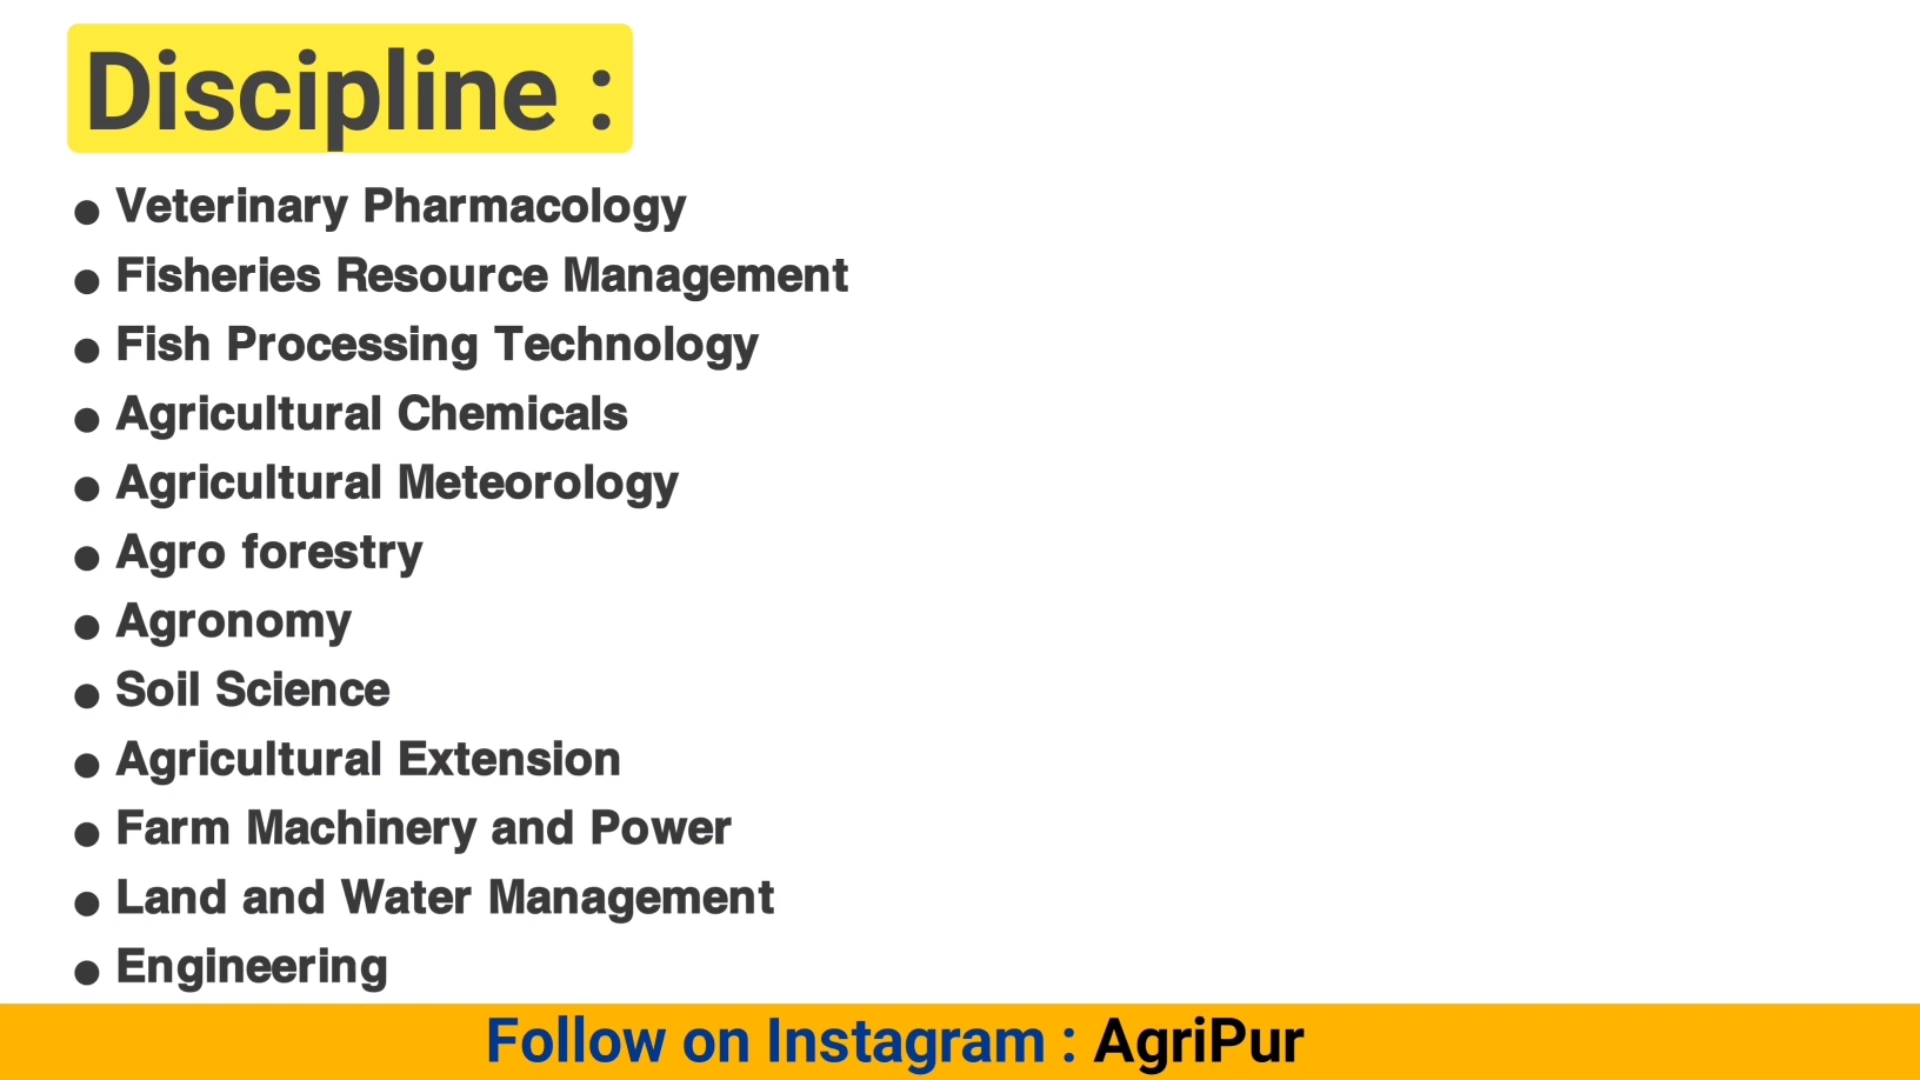 Discipline :
● Veterinary Pharmacology
● Fisheries Resource Management
● Fish Processing Technology
● Agricultural Chemicals
● Agricultural Meteorology
● Agro forestry
● Agronomy
● Soil Science
● Agricultural Extension
● Farm Machinery and Power
● Land and Water Management
● Engineering
Follow on Instagram : AgriPur